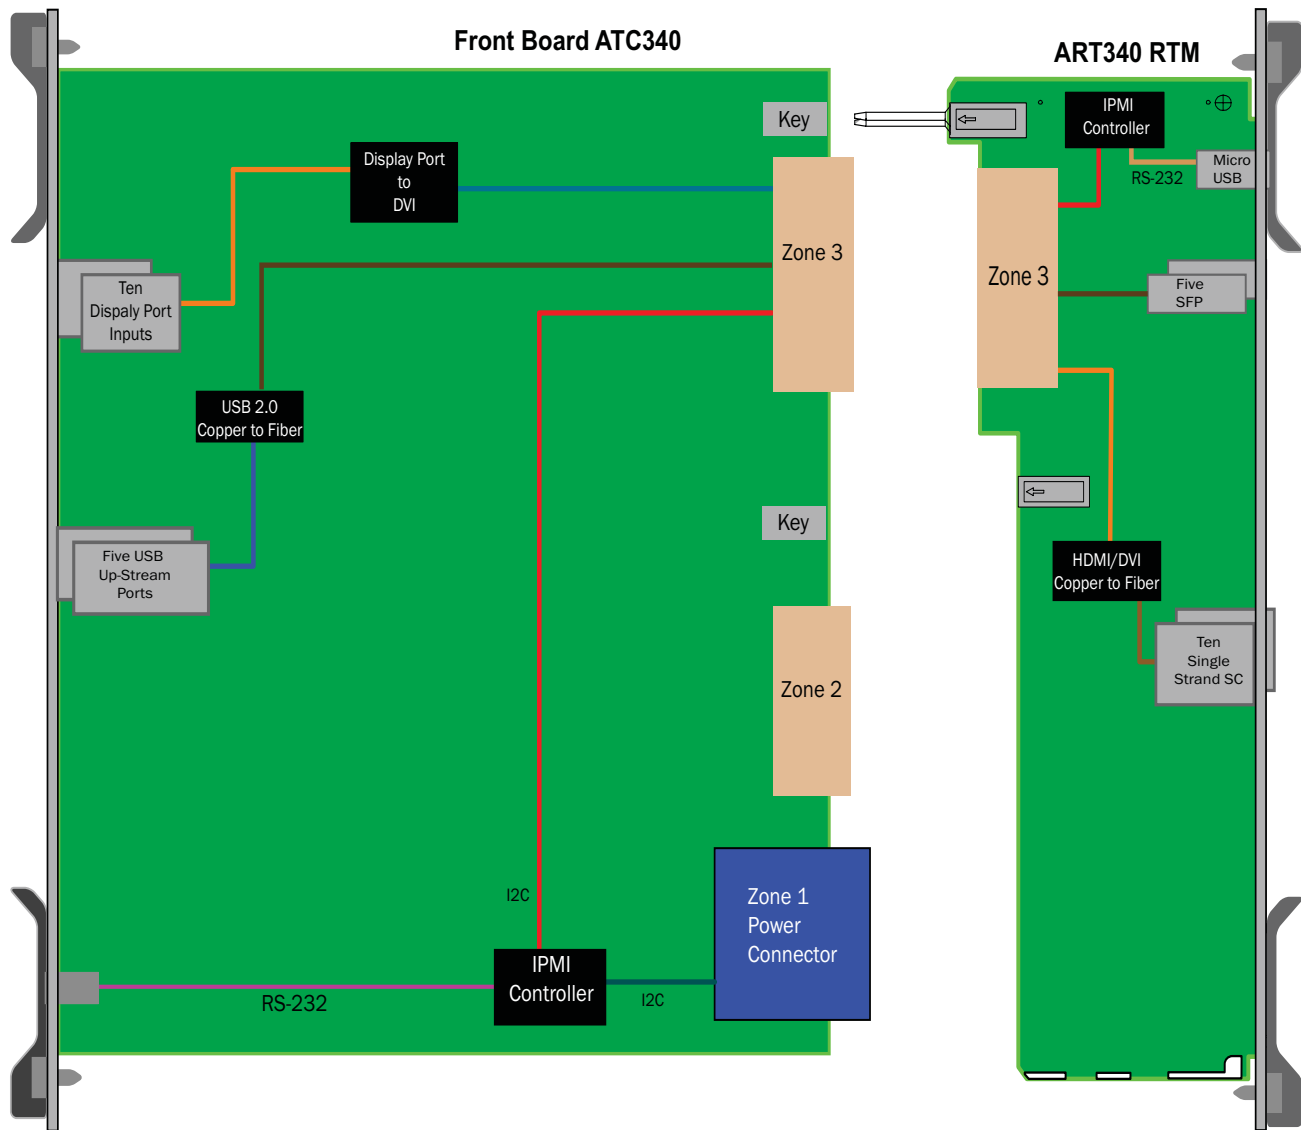 Front Board ATC340
ART340 RTM
Key
Display Port
to
DVI
Zone 3
Ten
Dispaly Port
Inputs
USB 2.0
Copper to Fiber
Five USB
Up-Stream
Ports
Key
Zone 2
Zone 1
Power
Connector
I2C
IPMI
Controller
RS-232
I2C
IPMI
Controller
RS-232
Micro
USB
Zone 3
Five
SFP
HDMI/DVI
Copper to Fiber
Ten
Single
Strand SC